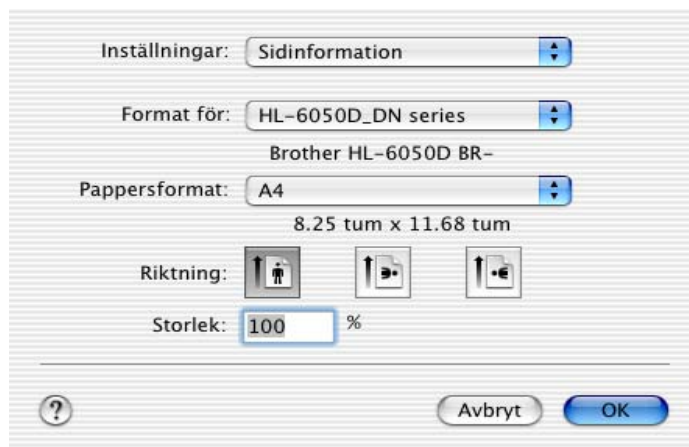 Inställningar: Sidinformation
Format för: HL-6050D_DN series
Brother HL-6050D BR-
Pappersformat: A4
8.25 tum x 11.68 tum
Riktning:
Storlek: 100 %
? Avbryt OK